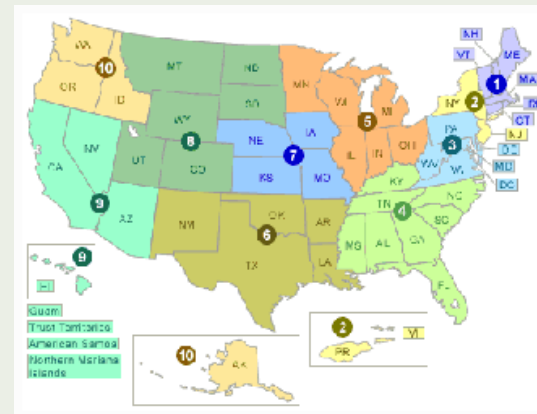 WA
MT
ND
MN
NH
VT
ME
1
MA
RI
CT
NJ
DE
MD
DC
10
OR
ID
WY
SD
WI
MI
5
NY
2
PA
3
WV
VA
NV
UT
8
CO
NE
IA
7
KS
MO
IL
IN
OH
KY
CA
9
AZ
NM
OK
6
TX
AR
LA
TN
4
NC
SC
MS
AL
GA
FL
9
HI
Guam
Trust Territories
American Samoa
Northern Mariana
Islands
10
AK
2
VI
PR